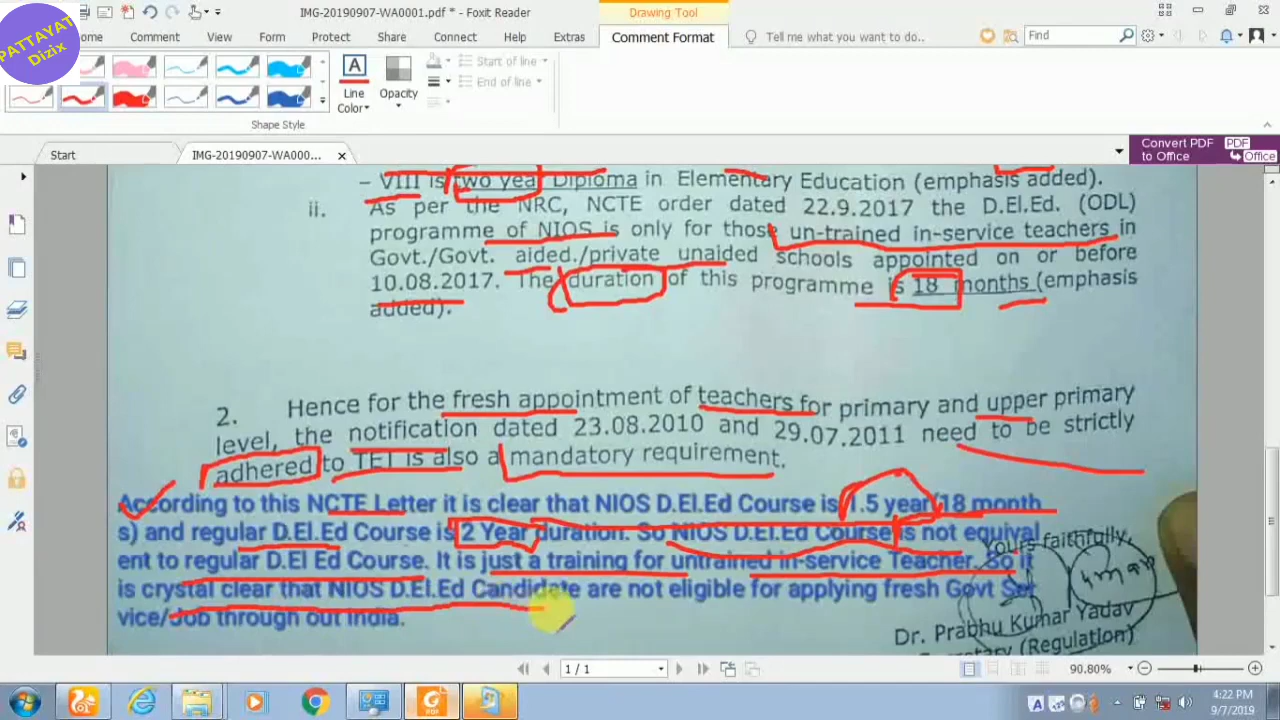 PATTAYAT
Dizix
IMG-20190907-WA0001.pdf * - Foxit Reader
Drawing Tool
ome Comment View Form Protect Share Connect Help Extras Comment Format Tell me what you want to do.. Find
Line Color Opacity Start of line
End of line
Shape Style
Start IMG-20190907-WA000... Convert PDF to Office PDF Office
– VIII is two year Diploma in Elementary Education (emphasis added).
ii. As per the NRC, NCTE order dated 22.9.2017 the D.El.Ed. (ODL)
programme of NIOS is only for those un-trained in-service teachers in
Govt./Govt. aided./private unaided schools appointed on or before
10.08.2017. The duration of this programme is 18 months (emphasis
added).
2. Hence for the fresh appointment of teachers for primary and upper primary
level, the notification dated 23.08.2010 and 29.07.2011 need to be strictly
adhered to TET is also a mandatory requirement.
According to this NCTE Letter it is clear that NIOS D.El.Ed Course is 1.5 year(18 month
s) and regular D.El.Ed Course is 2 Year duration. So NIOS D.El.Ed Course is not equival
ent to regular D.El Ed Course. It is just a training for untrained in-service Teacher. So it
is crystal clear that NIOS D.El.Ed Candidate are not eligible for applying fresh Govt Ser
vice/Job through out India.
Yours faithfully,
Dr. Prabhu Kumar Yadav
Secretary (Regulation)
1 / 1 90.80%
4:22 PM
9/7/2019